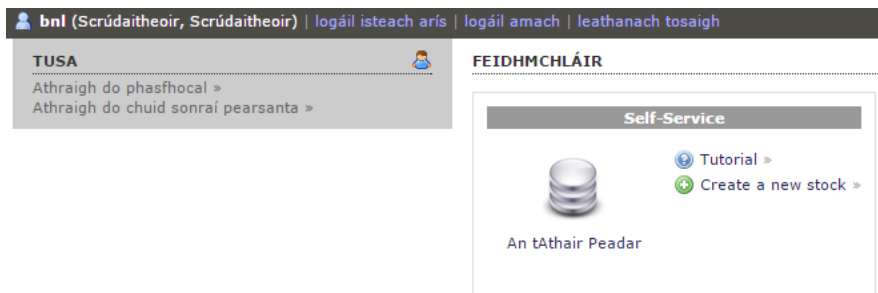 bnl (Scrúdaitheoir, Scrúdaitheoir) | logáil isteach arís | logáil amach | leathanach tosaigh
TUSA
Athraigh do phasfhocal »
Athraigh do chuid sonraí pearsanta »
FEIDHMCHLÁIR
Self-Service
Tutorial »
Create a new stock »
An tAthair Peadar